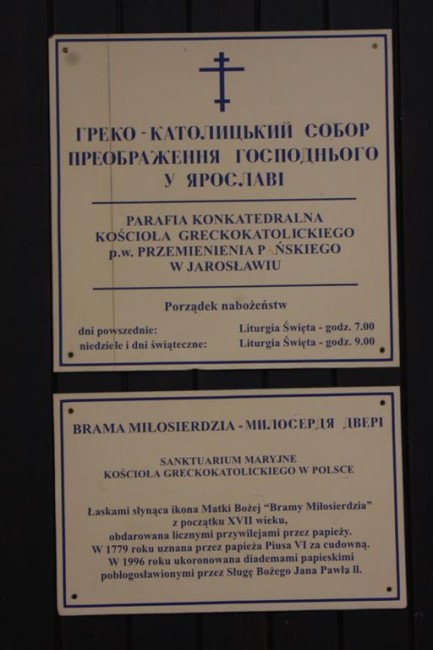 ГРЕКО - КАТОЛИЦЬКИЙ СОБОР
ПРЕОБРАЖЕННЯ ГОСПОДНЬОГО
У ЯРОСЛАВІ
PARAFIA KONKATEDRALNA
KOŚCIOŁA GRECKOKATOLICKIEGO
p.w. PRZEMIENIENIA PAŃSKIEGO
W JAROSŁAWIU
Porządek nabożeństw
dni powszednie: Liturgia Święta - godz. 7.00
niedziele i dni świąteczne: Liturgia Święta - godz. 9.00
BRAMA MIŁOSIERDZIA - МИЛОСЕРДЯ ДВЕРІ
SANKTUARIUM MARYJNE
KOŚCIOŁA GRECKOKATOLICKIEGO W POLSCE
Łaskami słynąca ikona Matki Bożej “Bramy Miłosierdzia”
z początku XVII wieku,
obdarowana licznymi przywilejami przez papieży.
W 1779 roku uznana przez papieża Piusa VI za cudowną.
W 1996 roku ukoronowana diademami papieskimi
pobłogosławionymi przez Sługę Bożego Jana Pawła ll.